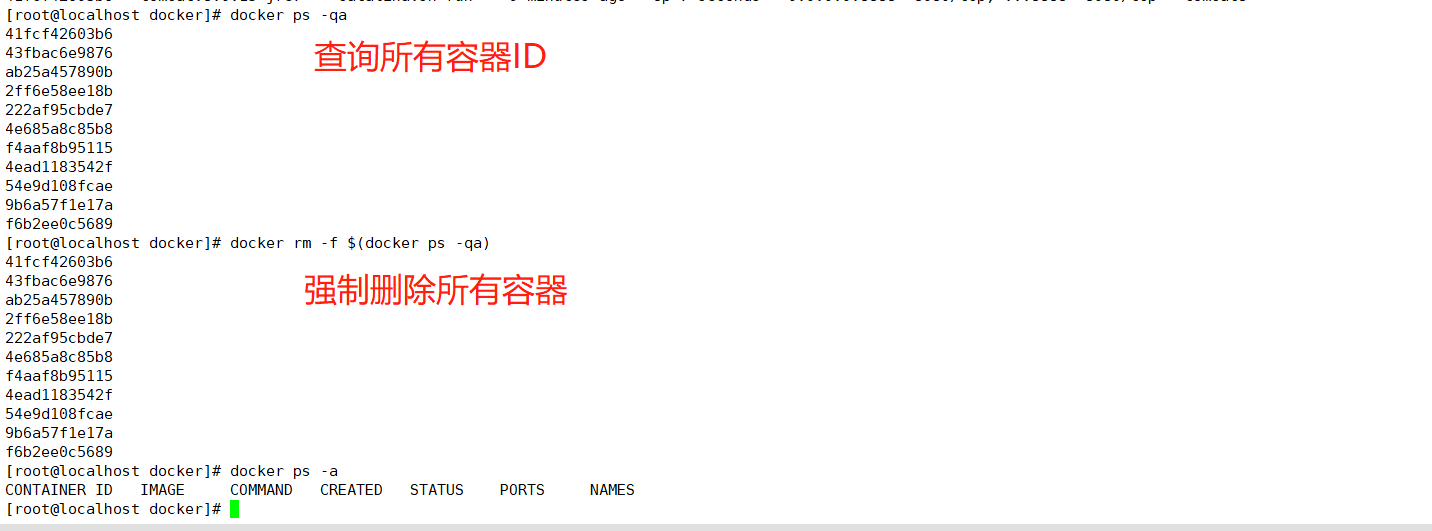 [root@localhost docker]# docker ps -qa
41fcf42603b6
43fbac6e9876
查询所有容器ID
ab25a457890b
2ff6e58ee18b
222af95cbde7
4e685a8c85b8
f4aaf8b95115
4ead1183542f
54e9d108fcae
9b6a57f1e17a
f6b2ee0c5689
[root@localhost docker]# docker rm -f $(docker ps -qa)
41fcf42603b6
43fbac6e9876
强制删除所有容器
ab25a457890b
2ff6e58ee18b
222af95cbde7
4e685a8c85b8
f4aaf8b95115
4ead1183542f
54e9d108fcae
9b6a57f1e17a
f6b2ee0c5689
[root@localhost docker]# docker ps -a
CONTAINER ID   IMAGE     COMMAND   CREATED   STATUS    PORTS     NAMES
[root@localhost docker]#